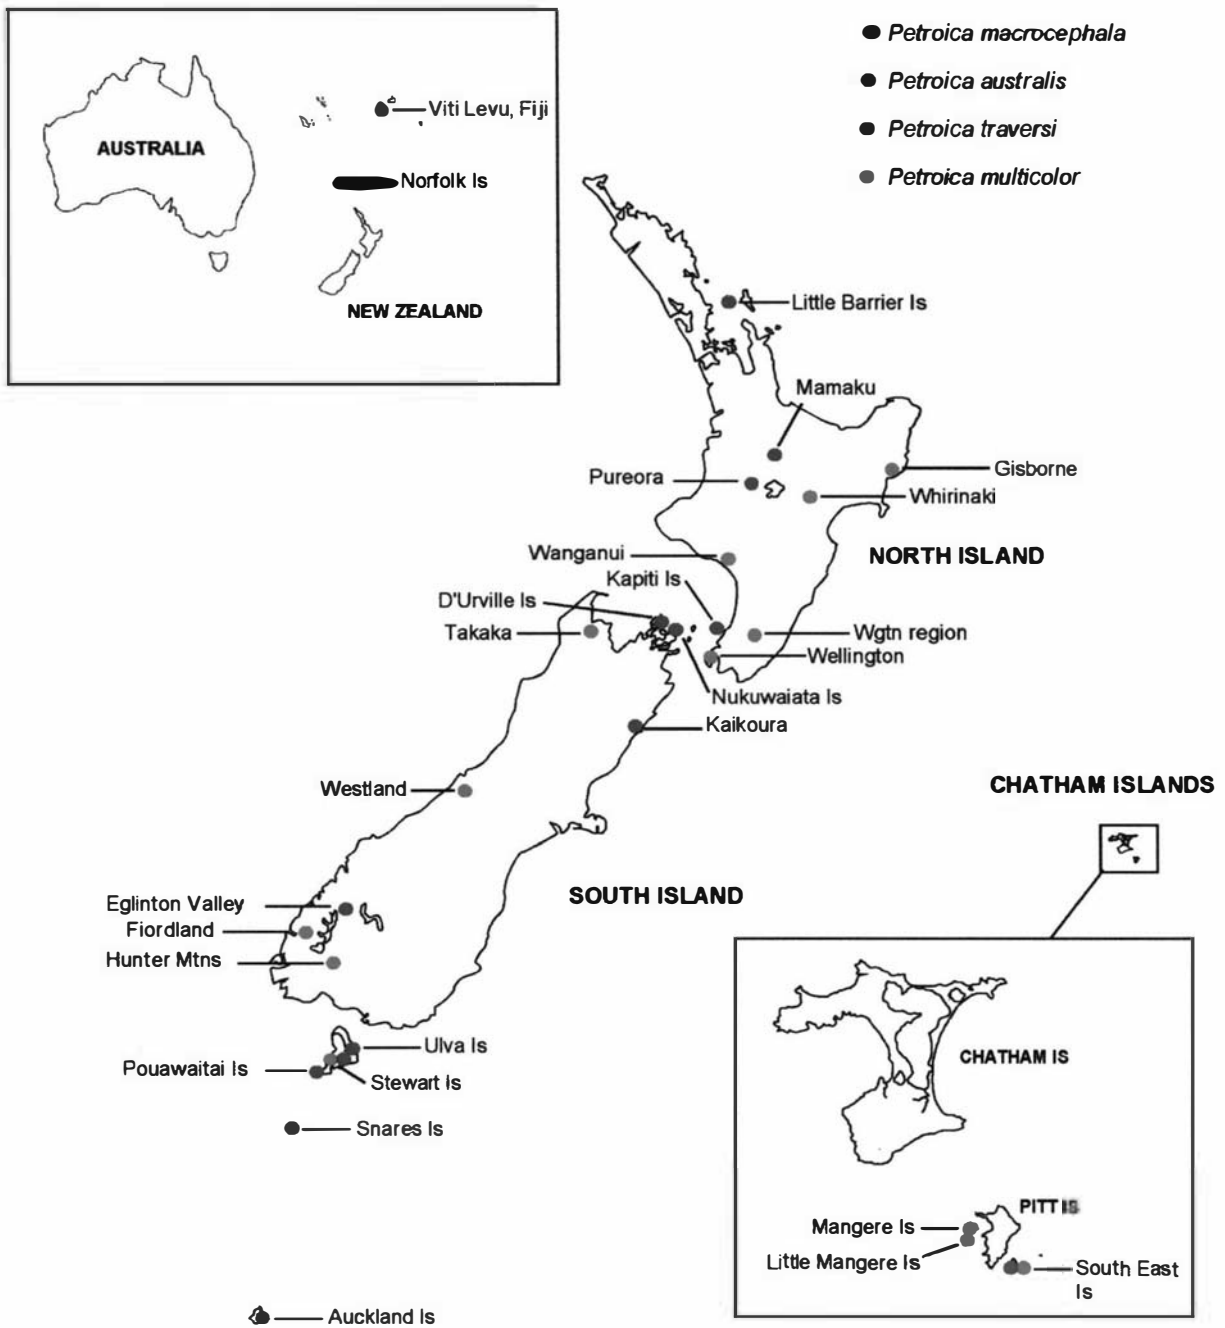 Petroica macrocephala
Petroica australis
Petroica traversi
Petroica multicolor
AUSTRALIA
Viti Levu, Fiji
Norfolk Is
NEW ZEALAND
Little Barrier Is
Mamaku
Pureora
Gisborne
Whirinaki
Wanganui
NORTH ISLAND
Kapiti Is
D'Urville Is
Takaka
Wgtn region
Wellington
Nukuwaiata Is
Kaikoura
Westland
CHATHAM ISLANDS
SOUTH ISLAND
Eglinton Valley
Fiordland
Hunter Mtns
Ulva Is
Pouawaitai Is
Stewart Is
Snares Is
CHATHAM IS
PITT IS
Mangere Is
Little Mangere Is
South East
Is
Auckland Is